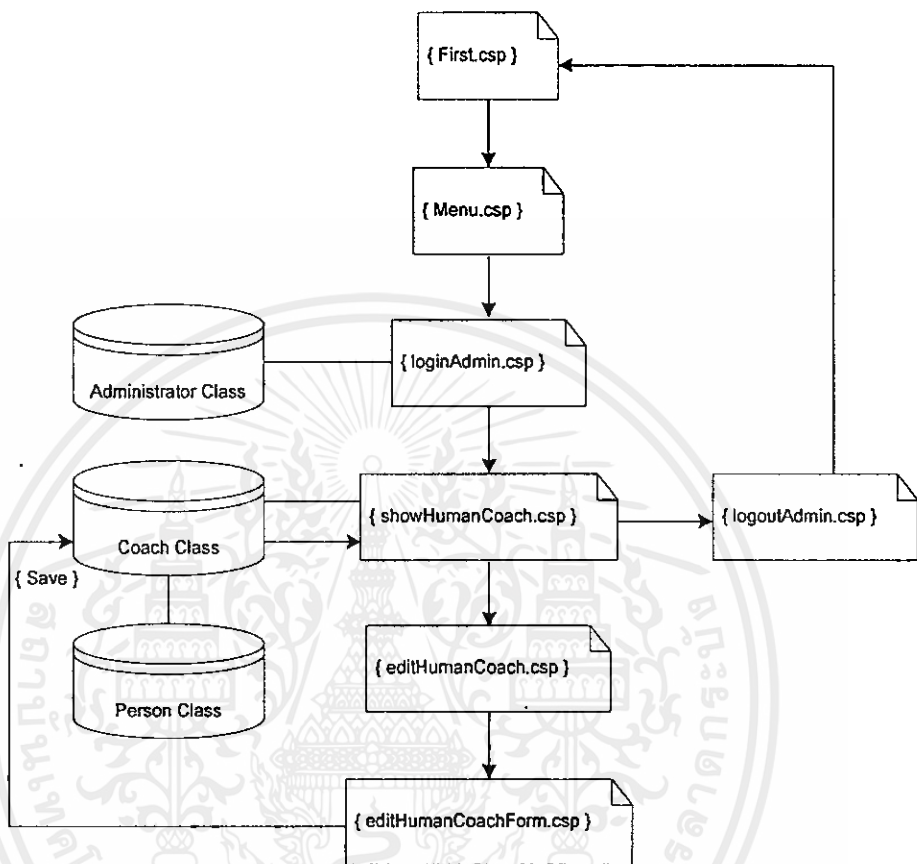 { First.csp }
{ Menu.csp }
{ loginAdmin.csp }
Administrator Class
{ showHumanCoach.csp }
{ logoutAdmin.csp }
Coach Class
{ Save }
{ editHumanCoach.csp }
Person Class
{ editHumanCoachForm.csp }